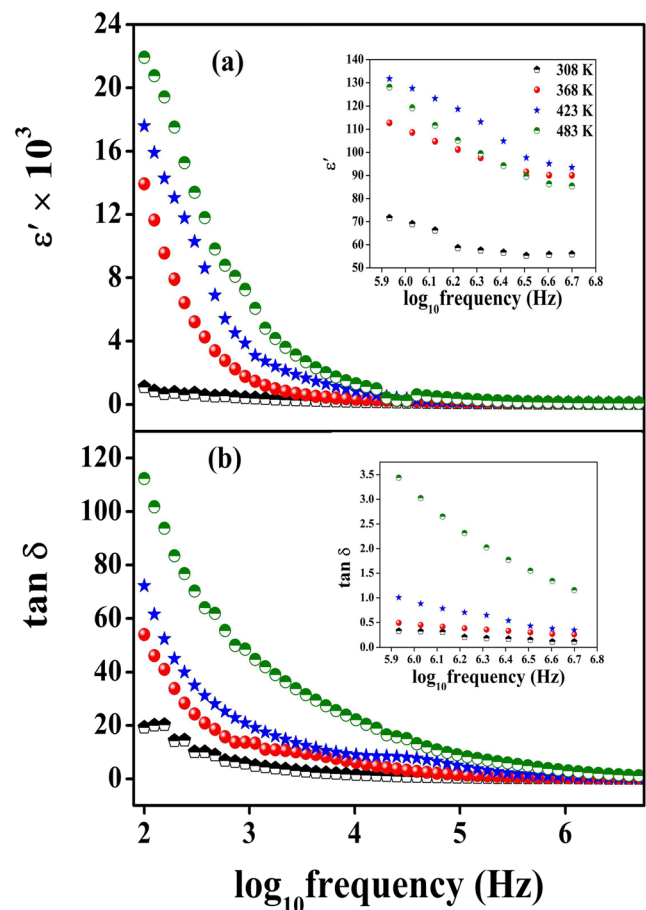 24
20
16
12
8
4
0
ε′ × 10³
(a)
140
130
120
110
100
90
80
70
60
50
ε′
308 K
368 K
423 K
483 K
5.9 6.0 6.1 6.2 6.3 6.4 6.5 6.6 6.7 6.8
log₁₀frequency (Hz)
120
100
80
60
40
20
0
tan δ
(b)
3.5
3.0
2.5
2.0
1.5
1.0
0.5
0.0
tan δ
5.9 6.0 6.1 6.2 6.3 6.4 6.5 6.6 6.7 6.8
log₁₀frequency (Hz)
2 3 4 5 6
log₁₀frequency (Hz)